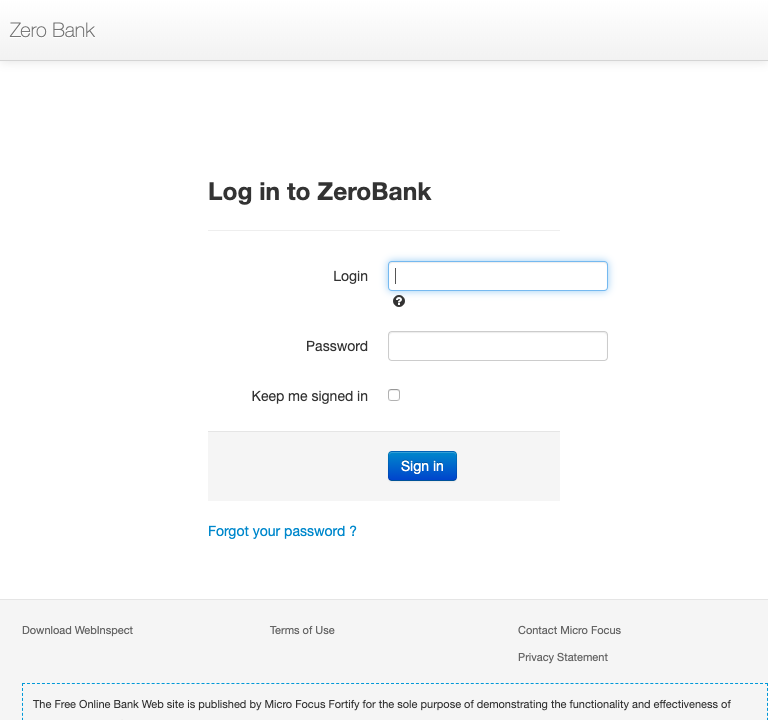 Zero Bank
Log in to ZeroBank
Login
Password
Keep me signed in
Sign in
Forgot your password ?
Download WebInspect
Terms of Use
Contact Micro Focus
Privacy Statement
The Free Online Bank Web site is published by Micro Focus Fortify for the sole purpose of demonstrating the functionality and effectiveness of